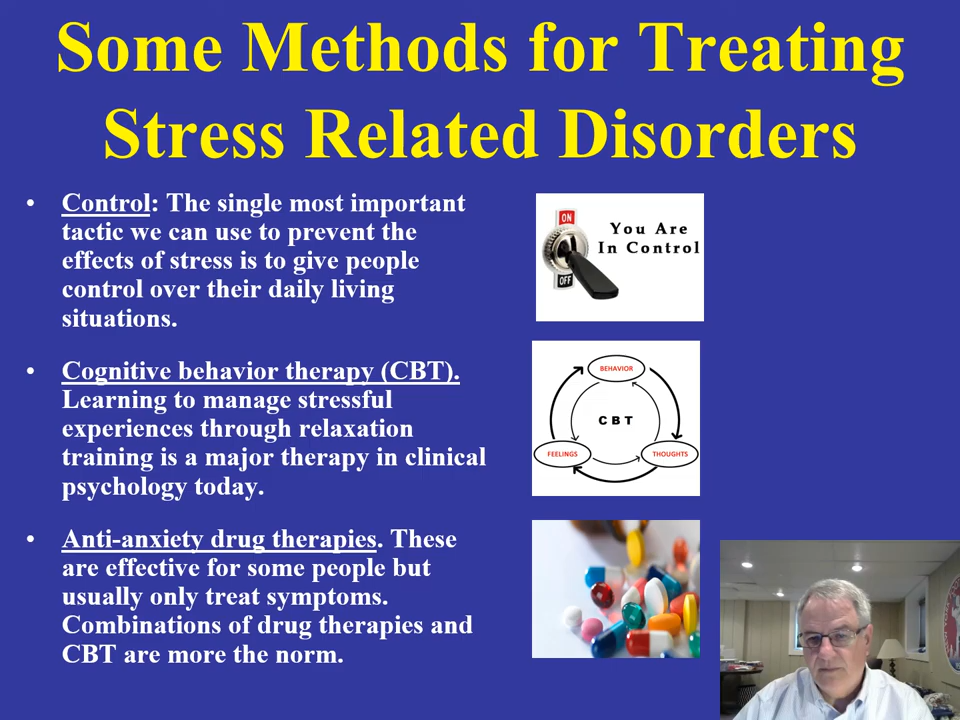 Some Methods for Treating
Stress Related Disorders
• Control: The single most important
tactic we can use to prevent the
effects of stress is to give people
control over their daily living
situations.
ON
OFF
You Are
In Control
• Cognitive behavior therapy (CBT).
Learning to manage stressful
experiences through relaxation
training is a major therapy in clinical
psychology today.
BEHAVIOR
CBT
FEELINGS
THOUGHTS
• Anti-anxiety drug therapies. These
are effective for some people but
usually only treat symptoms.
Combinations of drug therapies and
CBT are more the norm.